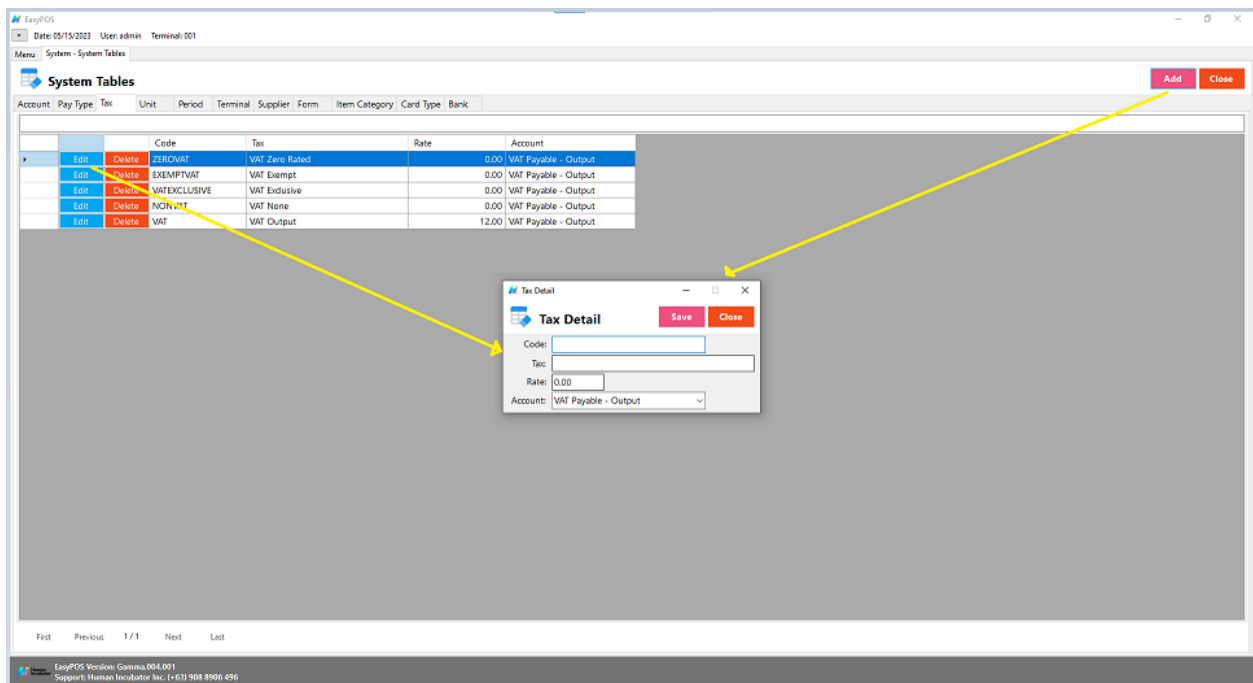 EasyPOS
Date: 05/15/2023 User: admin Terminal: 001
Menu System - System Tables
System Tables Add Close
Account Pay Type Tax Unit Period Terminal Supplier Form Item Category Card Type Bank
Code Tax Rate Account
Edit Delete ZEROVAT VAT Zero Rated 0.00 VAT Payable - Output
Edit Delete EXEMPTVAT VAT Exempt 0.00 VAT Payable - Output
Edit Delete VATEXCLUSIVE VAT Exclusive 0.00 VAT Payable - Output
Edit Delete NONVAT VAT None 0.00 VAT Payable - Output
Edit Delete VAT VAT Output 12.00 VAT Payable - Output
Tax Detail
Tax Detail Save Close
Code:
Tax:
Rate: 0.00
Account: VAT Payable - Output
First Previous 1 / 1 Next Last
EasyPOS Version: Gamma.004.001
Support: Human Incubator Inc. (+63) 908 8906 496